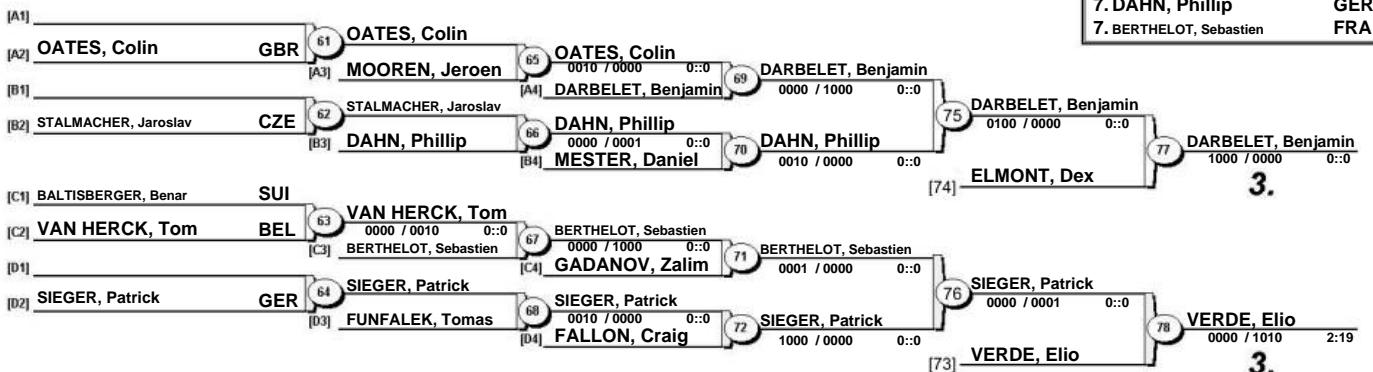 7. DAHN, Phillip GER
7. BERTHELOT, Sebastien FRA
[A1]
[A2] OATES, Colin GBR
61
OATES, Colin
[A3] MOOREN, Jeroen
65
OATES, Colin
0010 / 0000 0::0
[A4] DARBELET, Benjamin
69
DARBELET, Benjamin
0000 / 1000 0::0
[B1]
[B2] STALMACHER, Jaroslav CZE
62
STALMACHER, Jaroslav
[B3] DAHN, Phillip
66
DAHN, Phillip
0000 / 0001 0::0
[B4] MESTER, Daniel
70
DAHN, Phillip
0010 / 0000 0::0
75
DARBELET, Benjamin
0100 / 0000 0::0
[74] ELMONT, Dex
77
DARBELET, Benjamin
1000 / 0000 0::0
3.
[C1] BALTISBERGER, Benar SUI
[C2] VAN HERCK, Tom BEL
63
VAN HERCK, Tom
0000 / 0010 0::0
[C3] BERTHELOT, Sebastien
67
BERTHELOT, Sebastien
0000 / 1000 0::0
[C4] GADANOV, Zalim
71
BERTHELOT, Sebastien
0001 / 0000 0::0
[D1]
[D2] SIEGER, Patrick GER
64
SIEGER, Patrick
[D3] FUNFALEK, Tomas
68
SIEGER, Patrick
0010 / 0000 0::0
[D4] FALLON, Craig
72
SIEGER, Patrick
1000 / 0000 0::0
76
SIEGER, Patrick
0000 / 0001 0::0
[73] VERDE, Elio
78
VERDE, Elio
0000 / 1010 2:19
3.